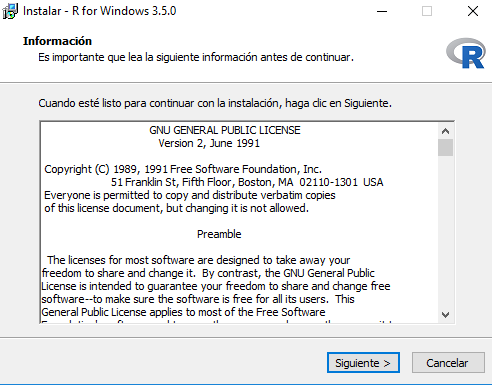 Instalar - R for Windows 3.5.0
Información
Es importante que lea la siguiente información antes de continuar.
R
Cuando esté listo para continuar con la instalación, haga clic en Siguiente.
GNU GENERAL PUBLIC LICENSE
Version 2, June 1991
Copyright (C) 1989, 1991 Free Software Foundation, Inc.
51 Franklin St, Fifth Floor, Boston, MA 02110-1301 USA
Everyone is permitted to copy and distribute verbatim copies
of this license document, but changing it is not allowed.
Preamble
The licenses for most software are designed to take away your
freedom to share and change it. By contrast, the GNU General Public
License is intended to guarantee your freedom to share and change free
software--to make sure the software is free for all its users. This
General Public License applies to most of the Free Software
Siguiente >
Cancelar